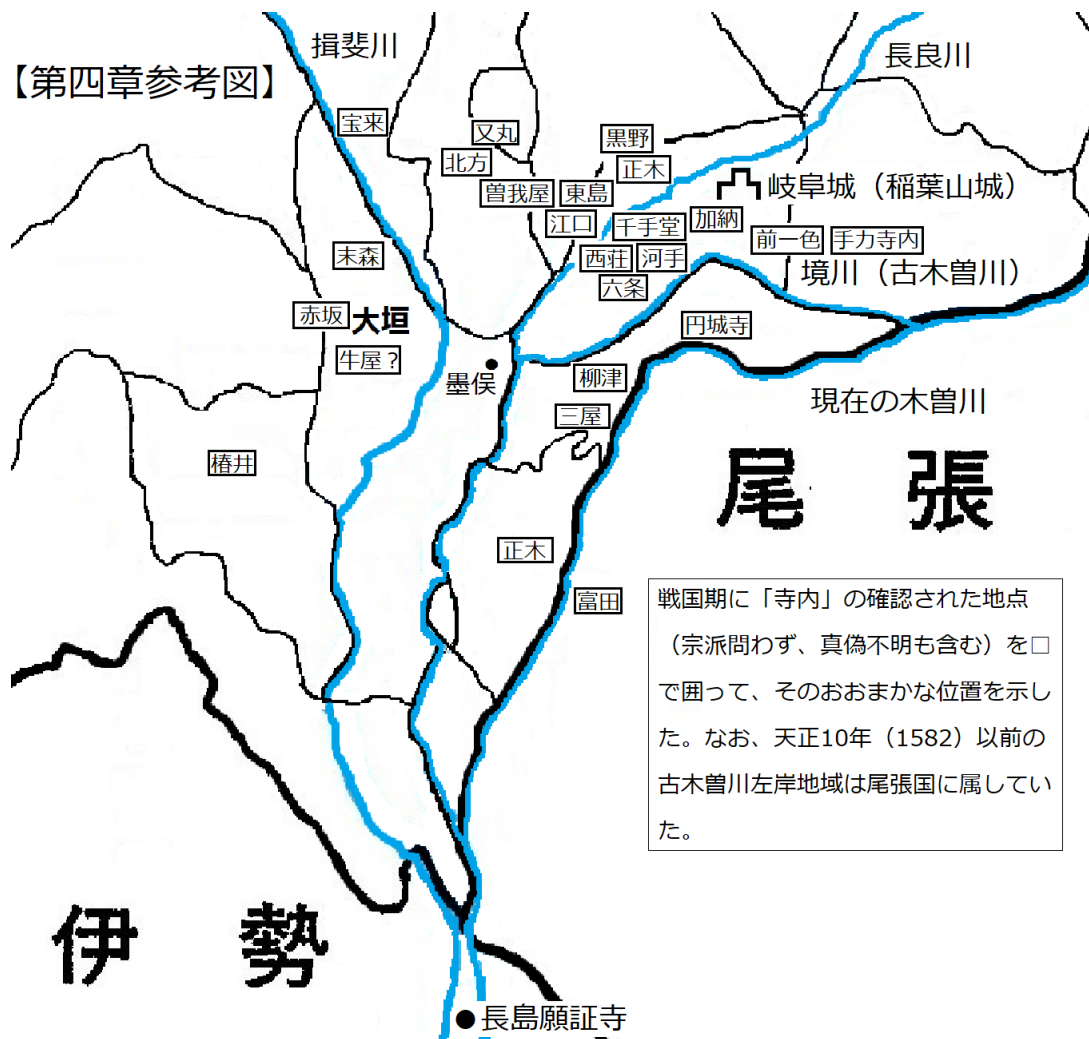 【第四章参考図】
揖斐川
長良川
宝来
又丸
北方
黒野
正木
曽我屋
東島
江口
千手堂
加納
岐阜城（稲葉山城）
前一色
手力寺内
西荘
河手
六条
境川（古木曽川）
末森
赤坂
大垣
牛屋？
墨俣
円城寺
柳津
三屋
現在の木曽川
椿井
尾張
正木
富田
戦国期に「寺内」の確認された地点
（宗派問わず、真偽不明も含む）を□
で囲って、そのおおまかな位置を示し
た。なお、天正10年（1582）以前の
古木曽川左岸地域は尾張国に属してい
た。
伊勢
長島願証寺